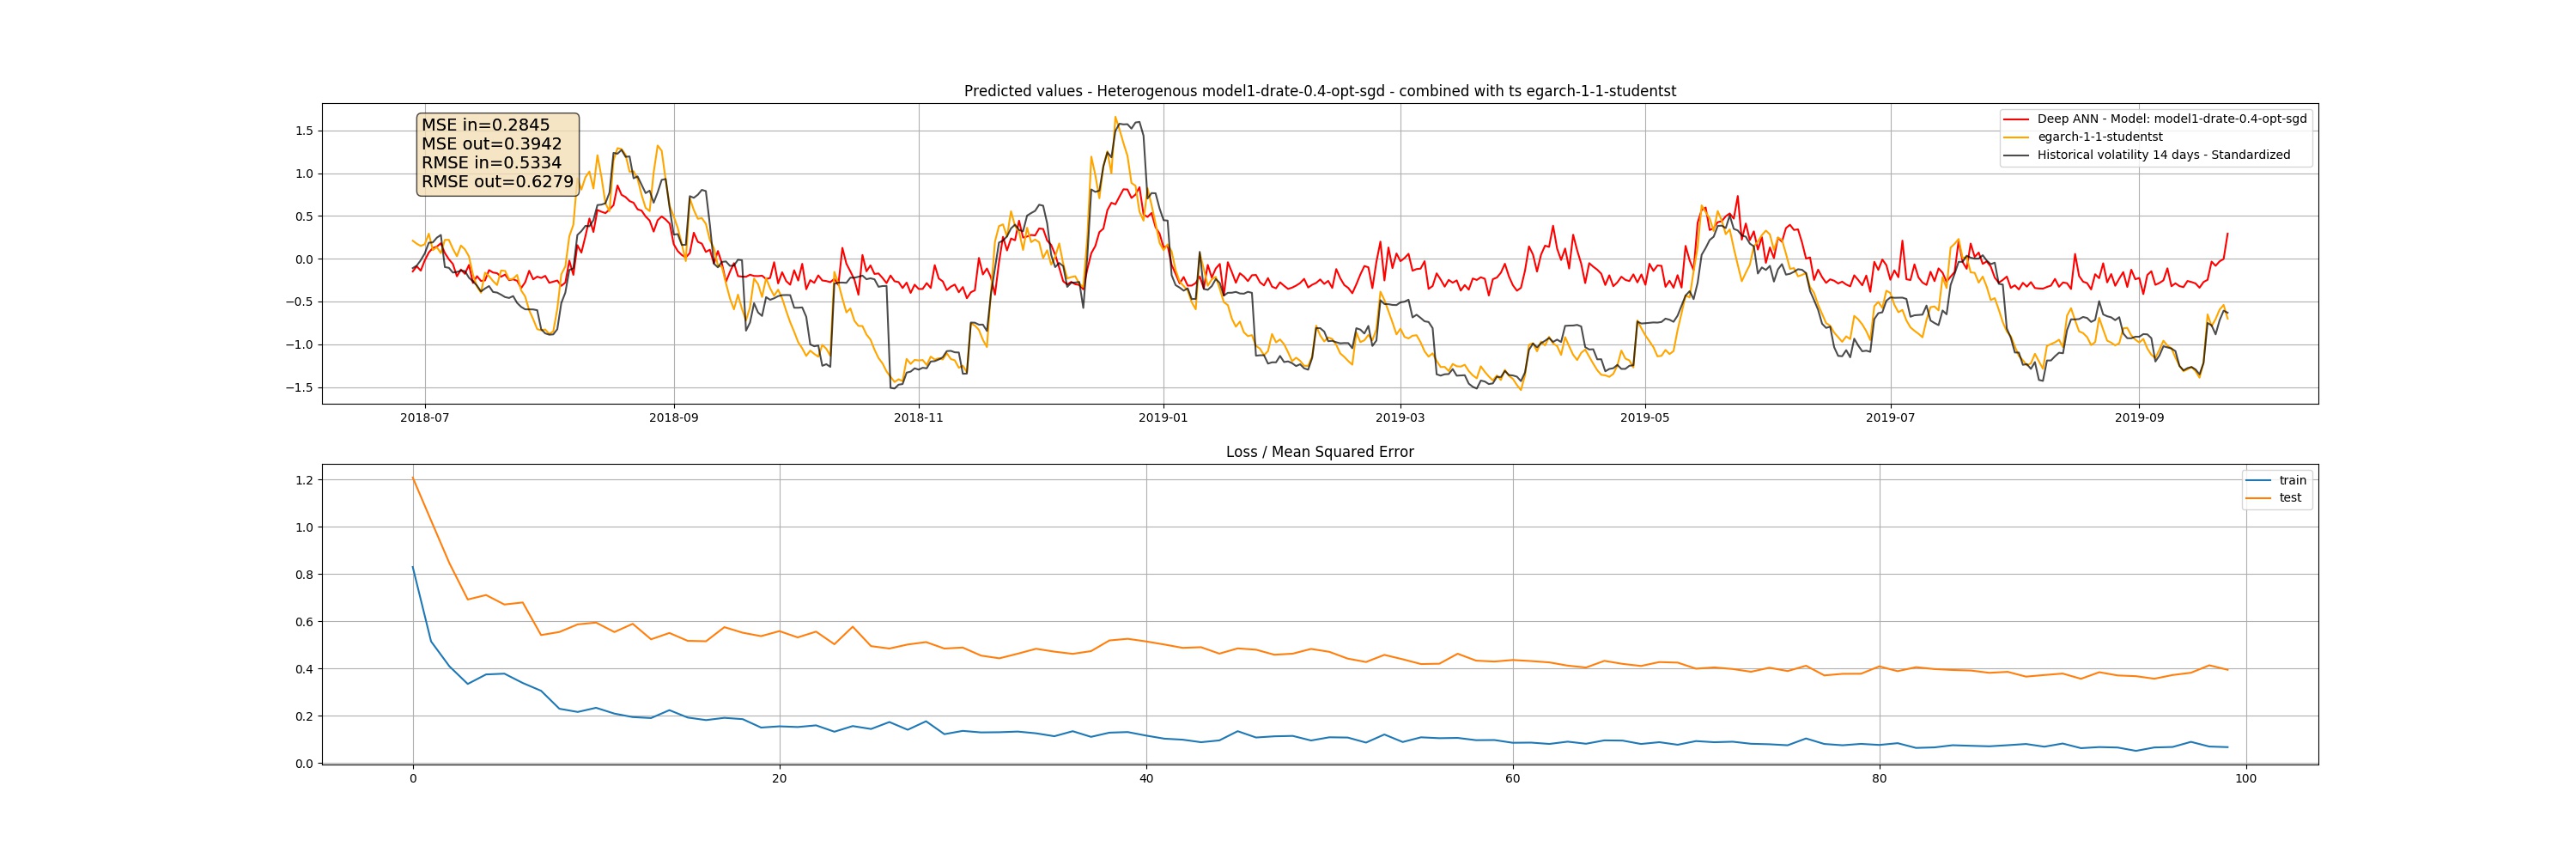 Predicted values - Heterogenous model1-drate-0.4-opt-sgd - combined with ts egarch-1-1-studentst
MSE in=0.2845
MSE out=0.3942
RMSE in=0.5334
RMSE out=0.6279
Deep ANN - Model: model1-drate-0.4-opt-sgd
egarch-1-1-studentst
Historical volatility 14 days - Standardized
1.5
1.0
0.5
0.0
−0.5
−1.0
−1.5
2018-07 2018-09 2018-11 2019-01 2019-03 2019-05 2019-07 2019-09
Loss / Mean Squared Error
train
test
1.2
1.0
0.8
0.6
0.4
0.2
0.0
0 20 40 60 80 100